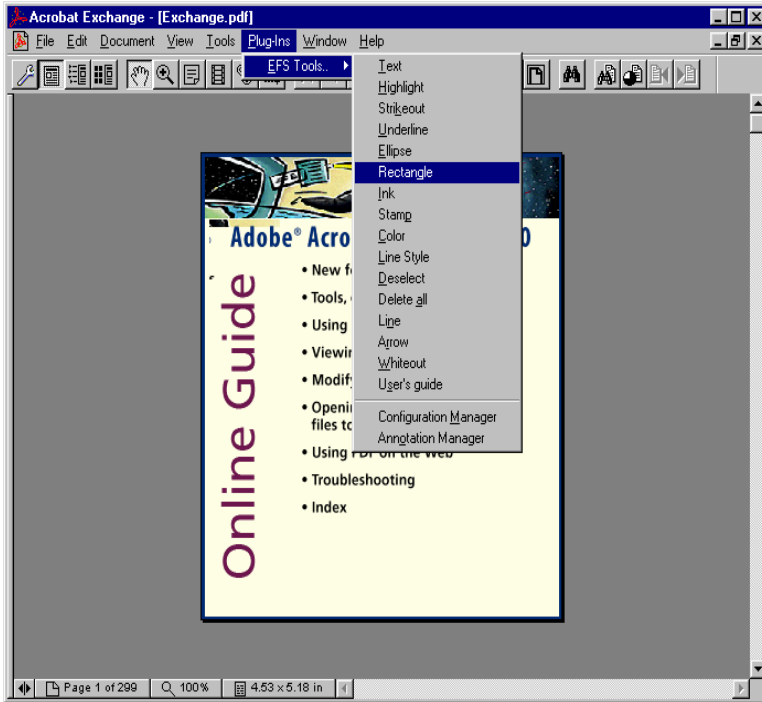 Acrobat Exchange - [Exchange.pdf]
File Edit Document View Tools Plug-Ins Window Help
EFS Tools..
Text
Highlight
Strikeout
Underline
Ellipse
Rectangle
Ink
Stamp
Color
Line Style
Deselect
Delete all
Line
Arrow
Whiteout
User's guide
Configuration Manager
Annotation Manager
Adobe® Acro 0
Online Guide
• New f
• Tools,
• Using
• Viewin
• Modify
• Openi
files to
• Using PDF on the Web
• Troubleshooting
• Index
Page 1 of 299 100% 4.53 x 5.18 in